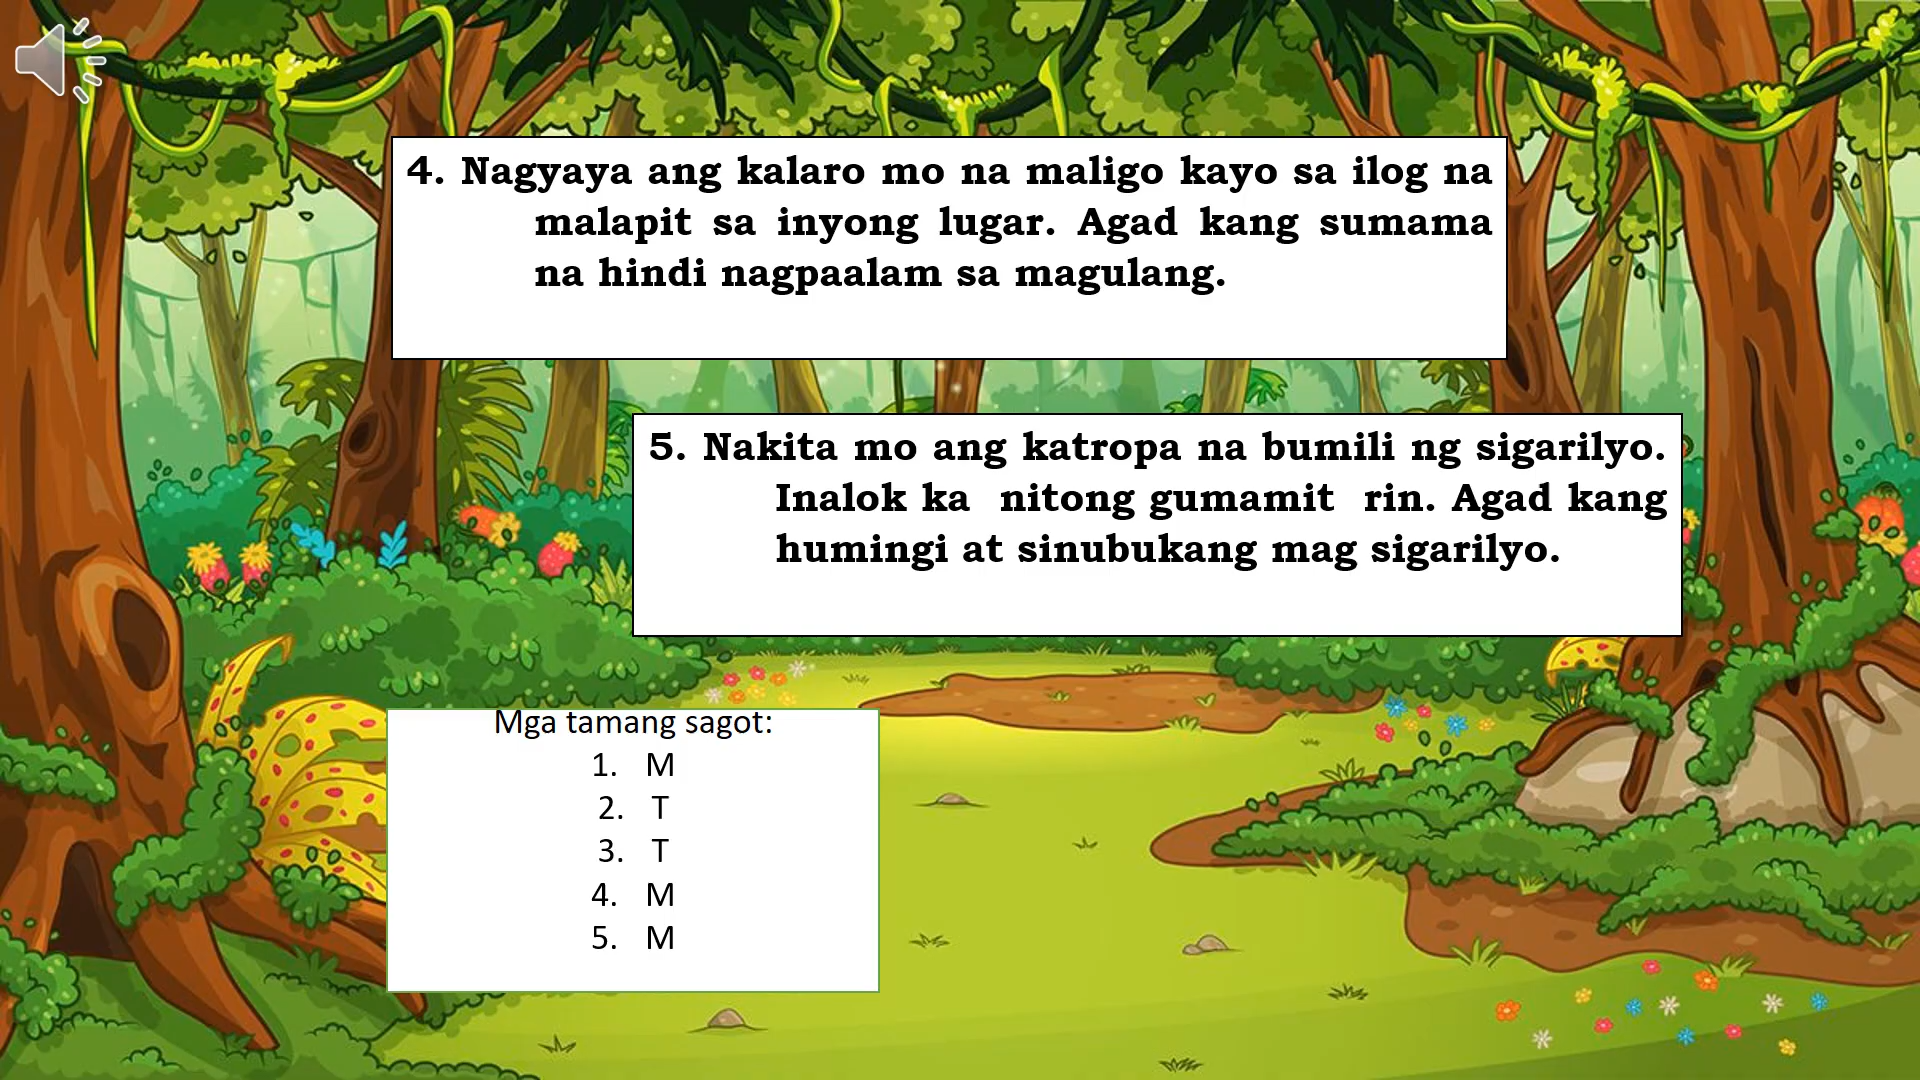 4. Nagyaya ang kalaro mo na maligo kayo sa ilog na
malapit sa inyong lugar. Agad kang sumama
na hindi nagpaalam sa magulang.
5. Nakita mo ang katropa na bumili ng sigarilyo.
Inalok ka nitong gumamit rin. Agad kang
humingi at sinubukang mag sigarilyo.
Mga tamang sagot:
1. M
2. T
3. T
4. M
5. M